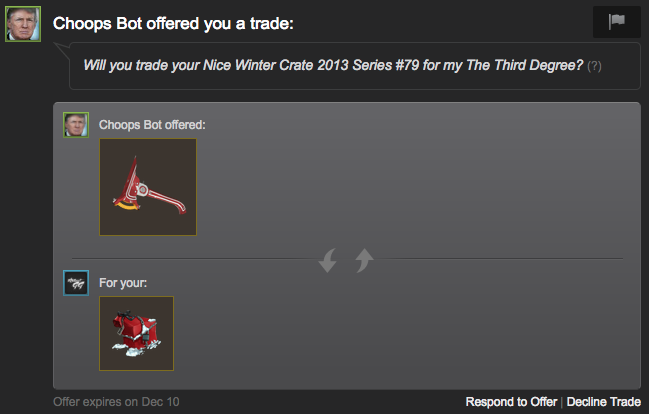 Choops Bot offered you a trade:
Will you trade your Nice Winter Crate 2013 Series #79 for my The Third Degree? (?)
Choops Bot offered:
For your:
Offer expires on Dec 10
Respond to Offer | Decline Trade